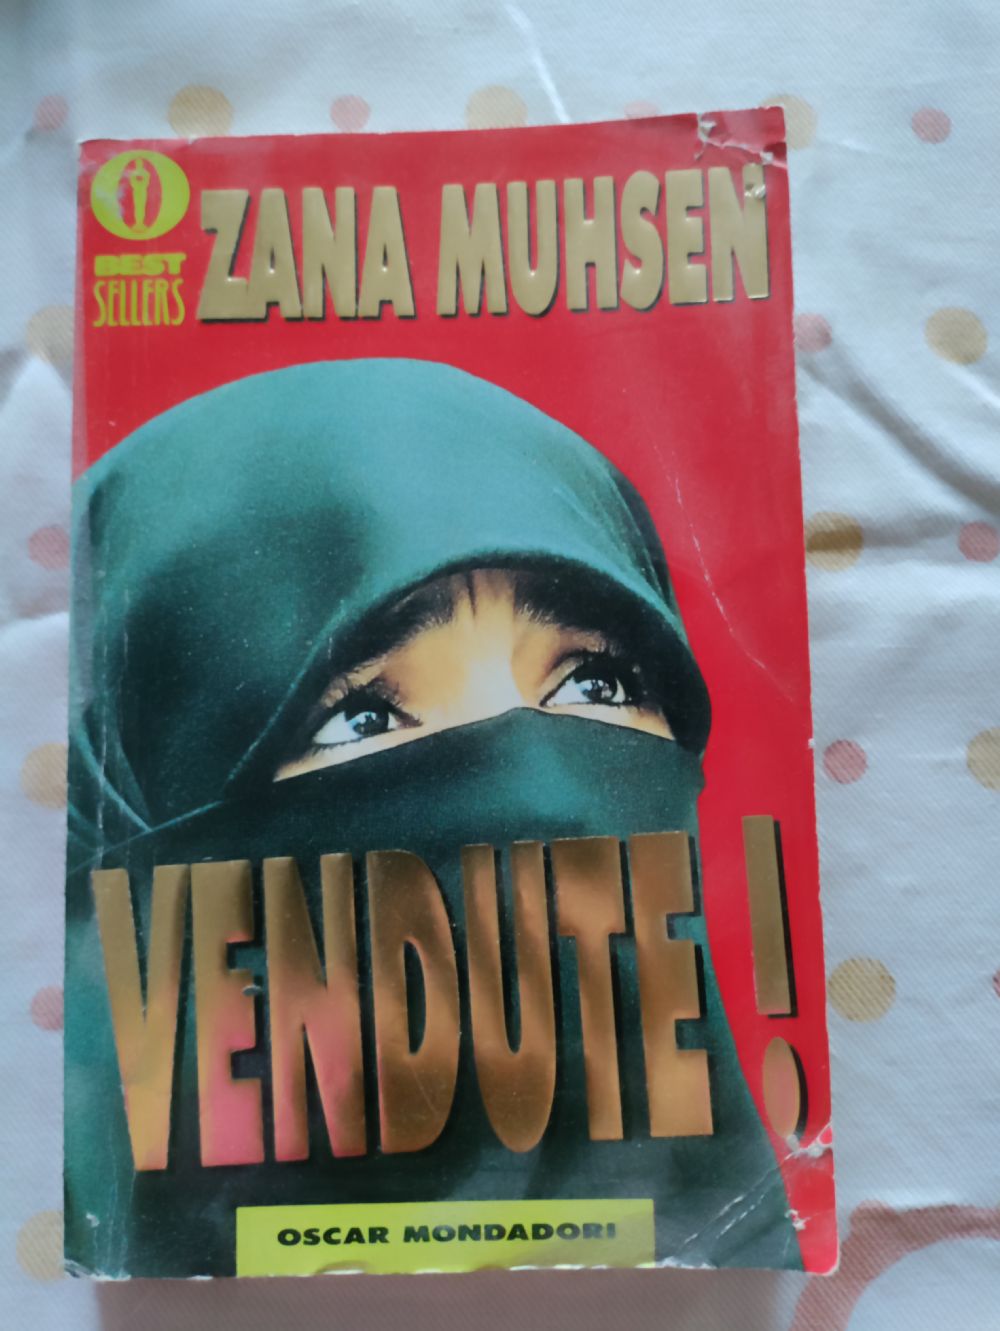 ZANA MUHSEN
BEST
SELLERS
VENDUTE!
OSCAR MONDADORI